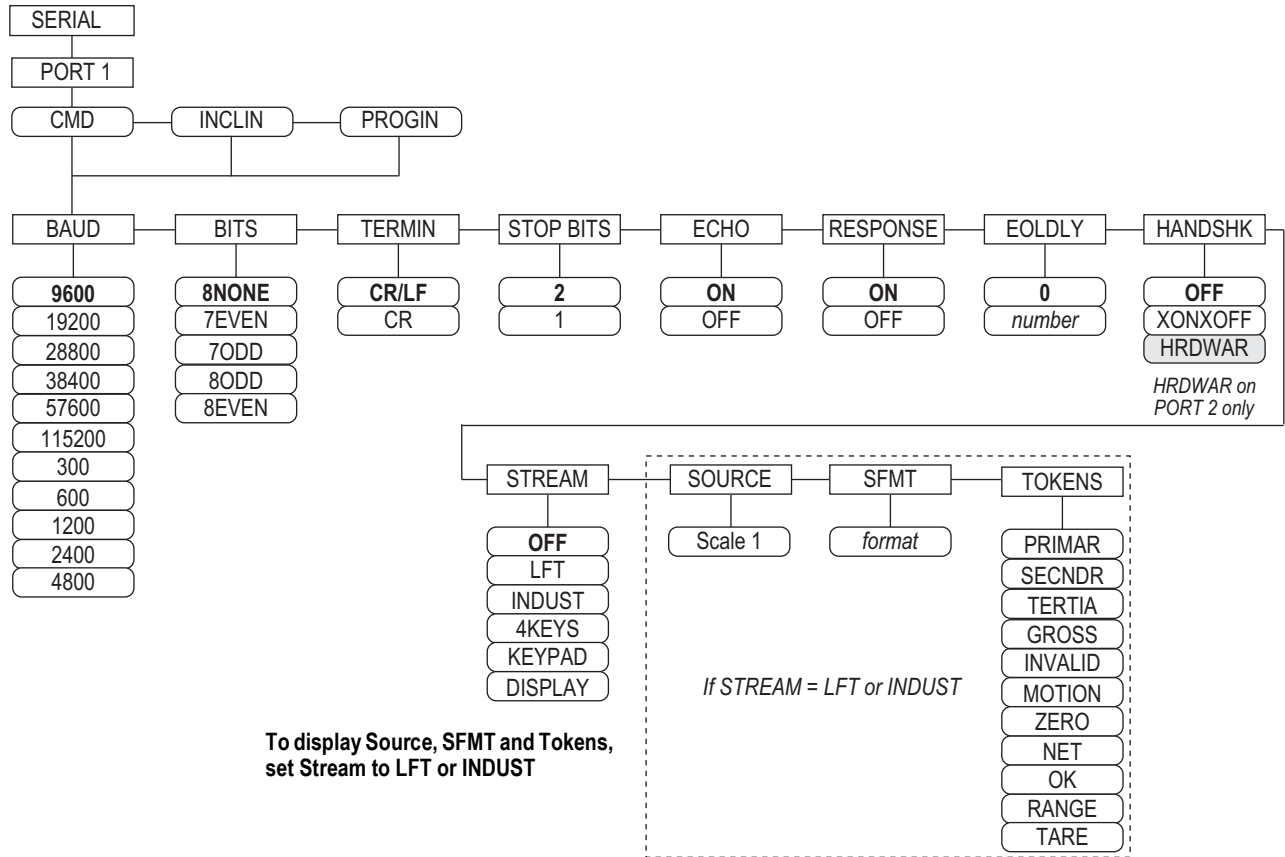 SERIAL
PORT 1
CMD
INCLIN
PROGIN
BAUD
BITS
TERMIN
STOP BITS
ECHO
RESPONSE
EOLDLY
HANDSHK
9600
19200
28800
38400
57600
115200
300
600
1200
2400
4800
8NONE
7EVEN
7ODD
8ODD
8EVEN
CR/LF
CR
2
1
ON
OFF
ON
OFF
0
number
OFF
XONXOFF
HRDWAR
HRDWAR on
PORT 2 only
STREAM
SOURCE
SFMT
TOKENS
OFF
LFT
INDUST
4KEYS
KEYPAD
DISPLAY
Scale 1
format
PRIMAR
SECNDR
TERTIA
GROSS
INVALID
MOTION
ZERO
NET
OK
RANGE
TARE
If STREAM = LFT or INDUST
To display Source, SFMT and Tokens,
set Stream to LFT or INDUST